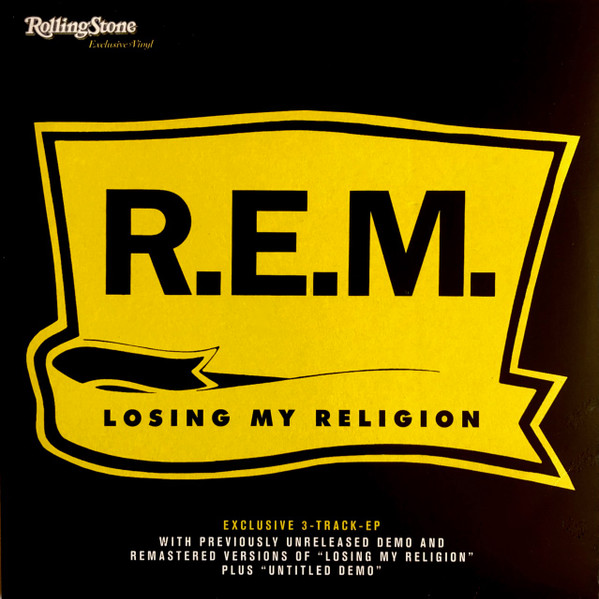 RollingStone
Exclusive Vinyl
R.E.M.
LOSING MY RELIGION
EXCLUSIVE 3-TRACK-EP
WITH PREVIOUSLY UNRELEASED DEMO AND
REMASTERED VERSIONS OF “LOSING MY RELIGION”
PLUS “UNTITLED DEMO”